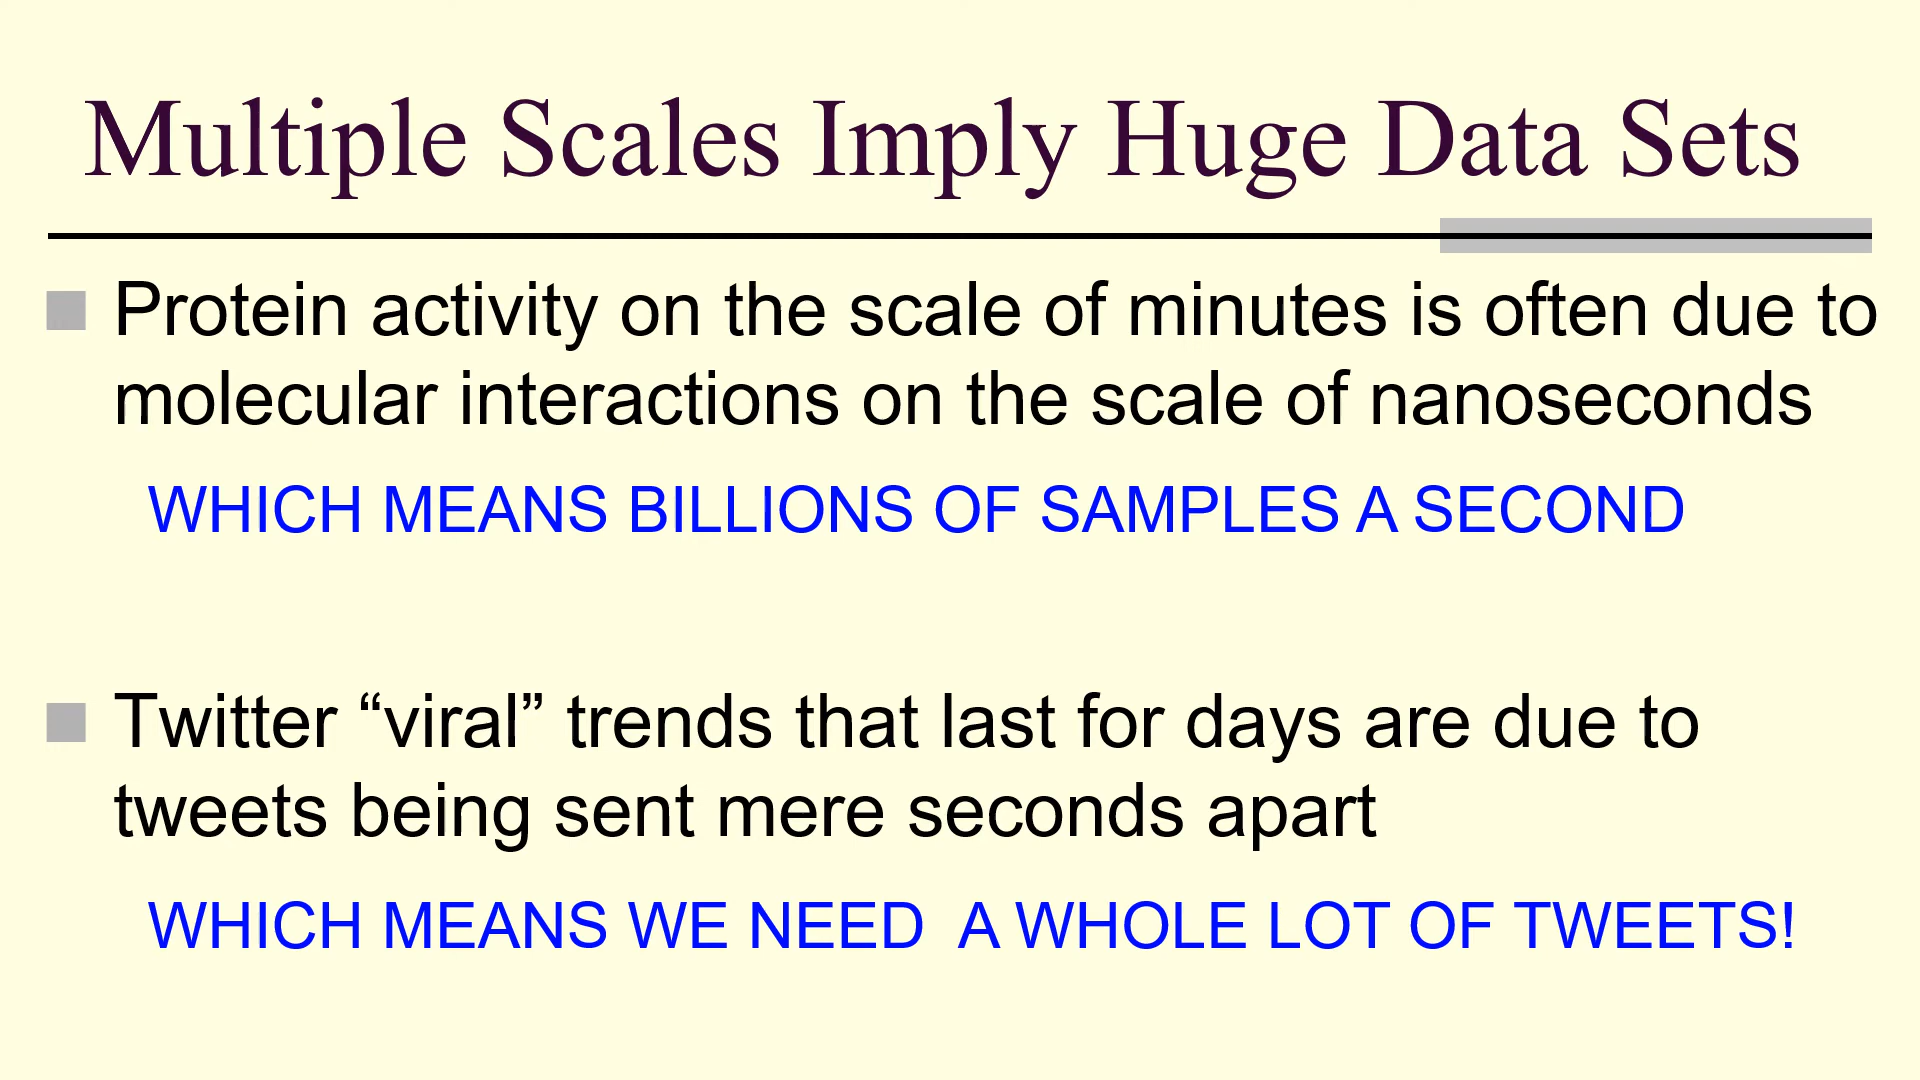 Multiple Scales Imply Huge Data Sets
Protein activity on the scale of minutes is often due to
molecular interactions on the scale of nanoseconds
WHICH MEANS BILLIONS OF SAMPLES A SECOND
Twitter “viral” trends that last for days are due to
tweets being sent mere seconds apart
WHICH MEANS WE NEED  A WHOLE LOT OF TWEETS!